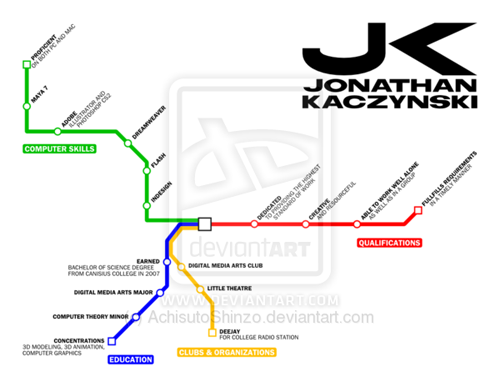 JK
JONATHAN
KACZYNSKI
PROFICIENT
ON BOTH PC AND MAC
MAYA 7
ADOBE
ILLUSTRATOR AND
PHOTOSHOP CS2
DREAMWEAVER
FLASH
INDESIGN
COMPUTER SKILLS
DEDICATED
TO PROVIDING THE HIGHEST
STANDARD OF WORK
CREATIVE
AND RESOURCEFUL
ABLE TO WORK WELL ALONE
AS WELL AS IN A GROUP
FULLFILLS REQUIREMENTS
IN A TIMELY MANNER
QUALIFICATIONS
deviantART
EARNED
BACHELOR OF SCIENCE DEGREE
FROM CANISIUS COLLEGE IN 2007
DIGITAL MEDIA ARTS MAJOR
COMPUTER THEORY MINOR
CONCENTRATIONS
3D MODELING, 3D ANIMATION,
COMPUTER GRAPHICS
EDUCATION
DIGITAL MEDIA ARTS CLUB
LITTLE THEATRE
DEEJAY
FOR COLLEGE RADIO STATION
CLUBS & ORGANIZATIONS
WWW.DEVIANTART.COM
© AchisutoShinzo.deviantart.com